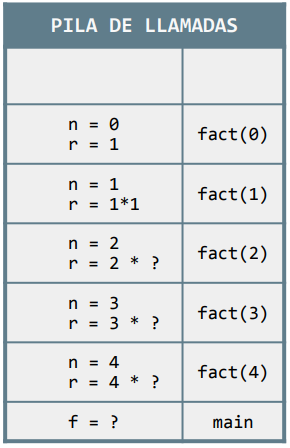 PILA DE LLAMADAS
n = 0
r = 1
fact(0)
n = 1
r = 1*1
fact(1)
n = 2
r = 2 * ?
fact(2)
n = 3
r = 3 * ?
fact(3)
n = 4
r = 4 * ?
fact(4)
f = ?
main